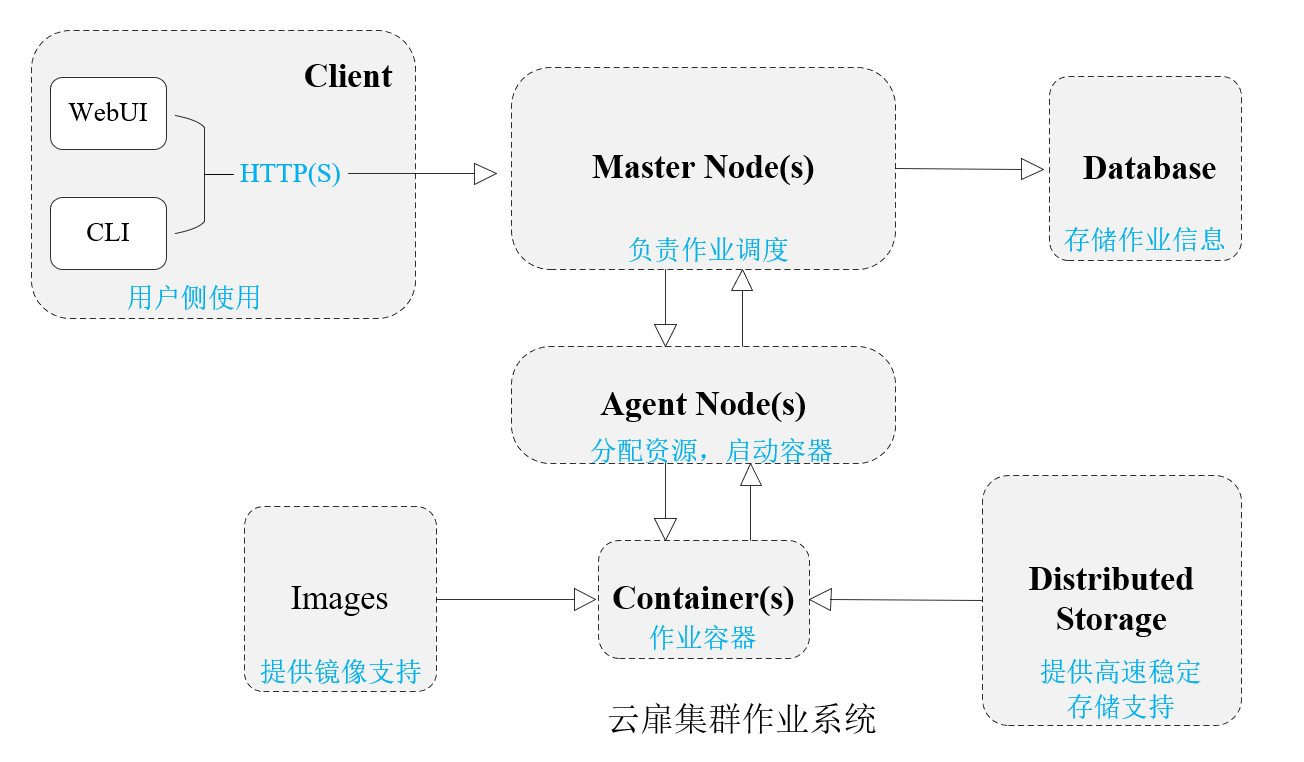 Client
WebUI
HTTP(S)
CLI
用户侧使用
Master Node(s)
负责作业调度
Database
存储作业信息
Agent Node(s)
分配资源，启动容器
Images
提供镜像支持
Container(s)
作业容器
Distributed
Storage
提供高速稳定
存储支持
云扉集群作业系统